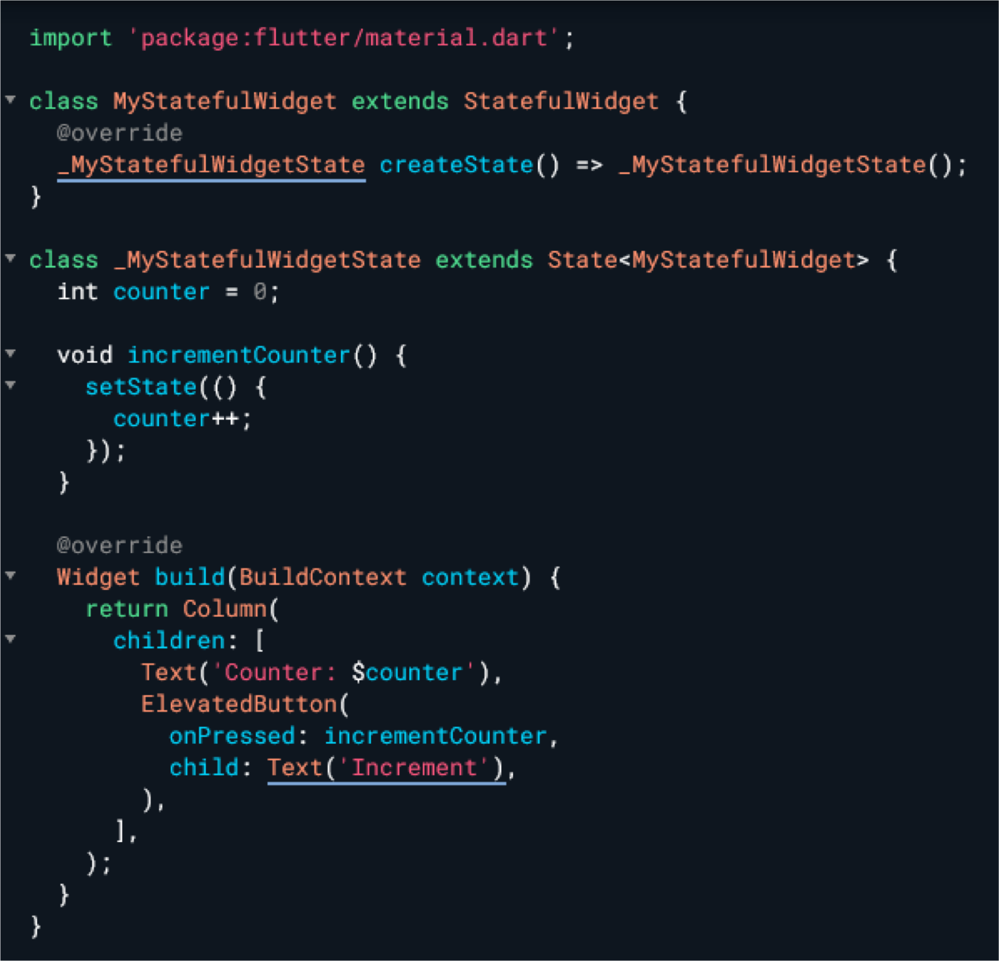 import 'package:flutter/material.dart';
class MyStatefulWidget extends StatefulWidget {
@override
_MyStatefulWidgetState createState() => _MyStatefulWidgetState();
}
class _MyStatefulWidgetState extends State<MyStatefulWidget> {
int counter = 0;
void incrementCounter() {
setState(() {
counter++;
});
}
@override
Widget build(BuildContext context) {
return Column(
children: [
Text('Counter: $counter'),
ElevatedButton(
onPressed: incrementCounter,
child: Text('Increment'),
),
],
);
}
}